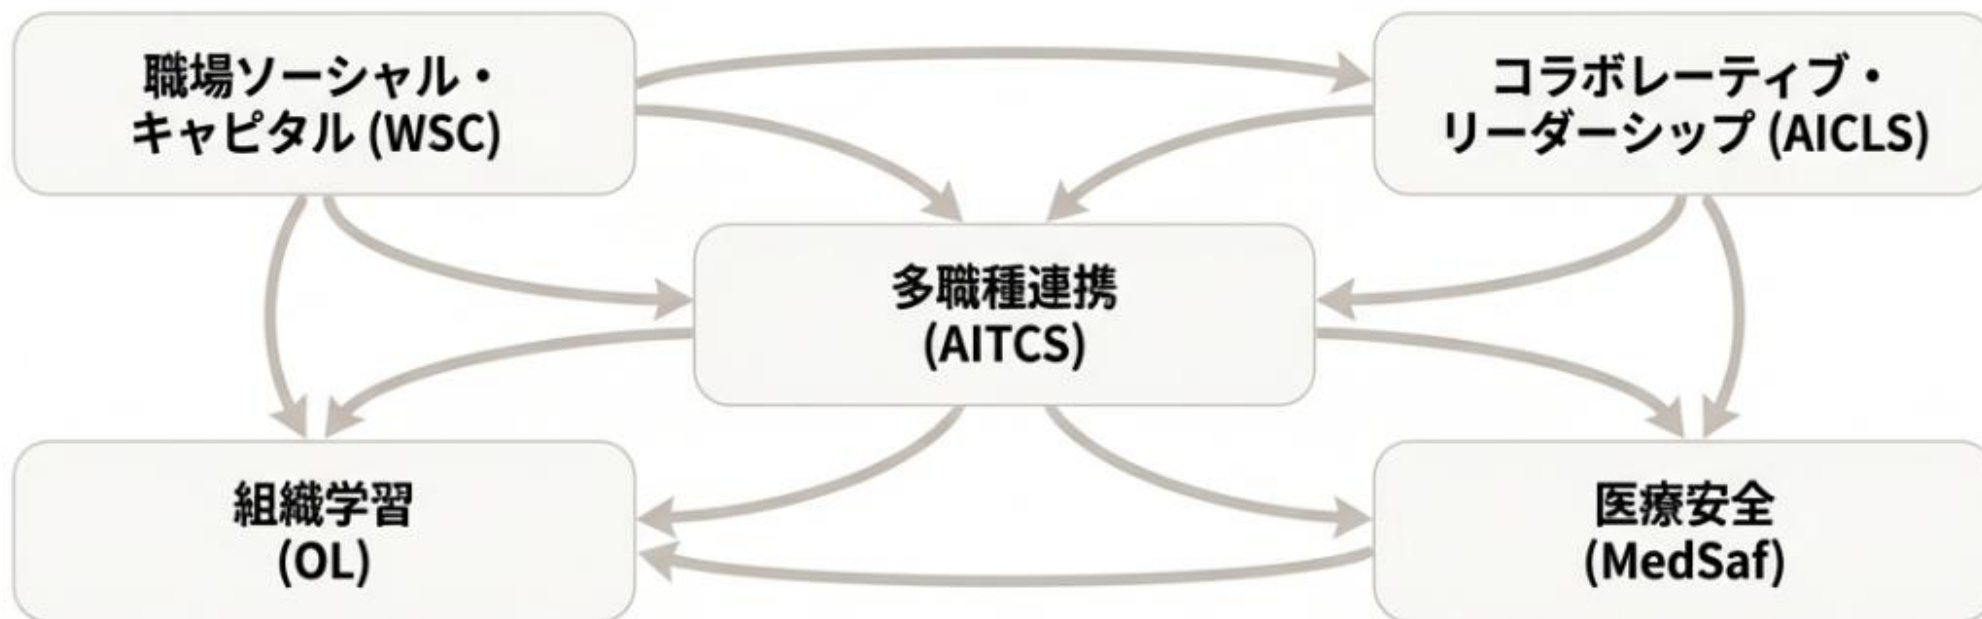 職場ソーシャル・
キャピタル (WSC)
コラボレーティブ・
リーダーシップ (AICLS)
多職種連携
(AITCS)
組織学習
(OL)
医療安全
(MedSaf)